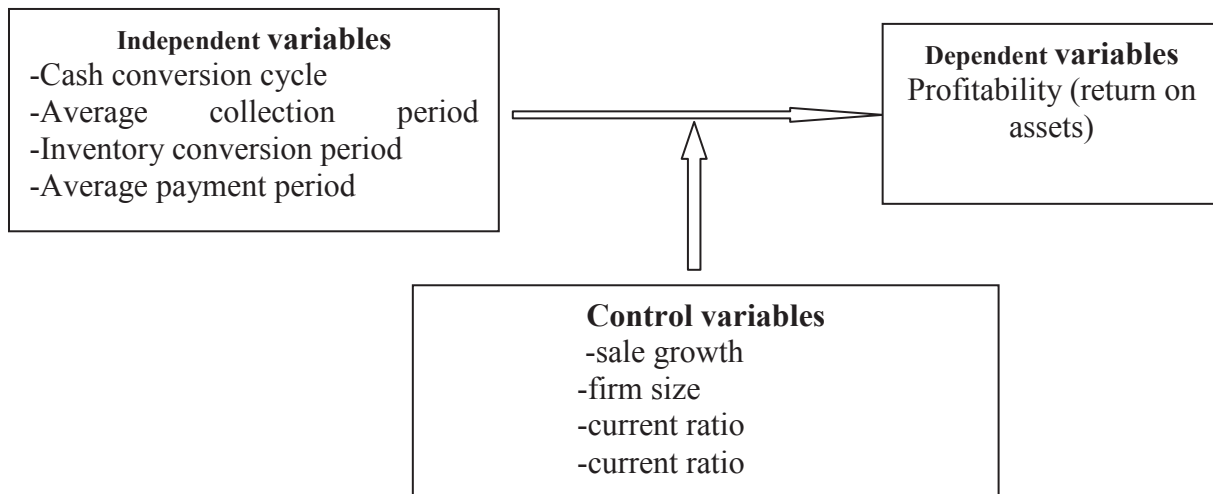 Independent variables
-Cash conversion cycle
-Average collection period
-Inventory conversion period
-Average payment period
Dependent variables
Profitability (return on
assets)
Control variables
-sale growth
-firm size
-current ratio
-current ratio